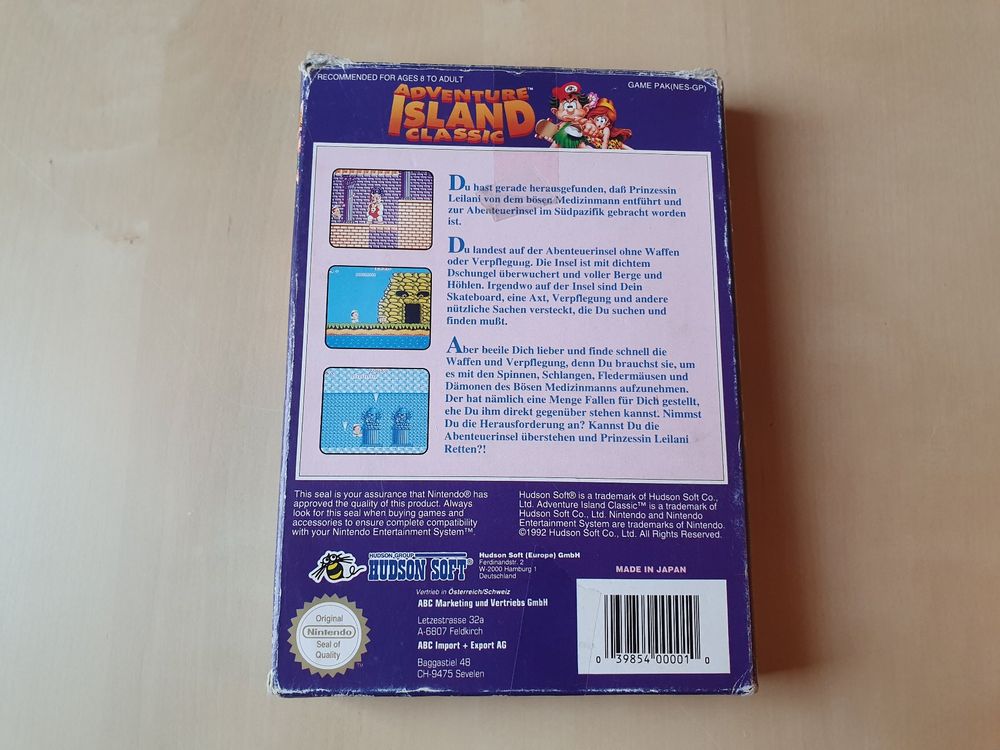 RECOMMENDED FOR AGES 8 TO ADULT
GAME PAK(NES-GP)
ADVENTURE™
ISLAND
CLASSIC
Du hast gerade herausgefunden, daß Prinzessin
Leilani von dem bösen Medizinmann entführt und
zur Abenteuerinsel im Südpazifik gebracht worden
ist.
Du landest auf der Abenteuerinsel ohne Waffen
oder Verpflegung. Die Insel ist mit dichtem
Dschungel überwuchert und voller Berge und
Höhlen. Irgendwo auf der Insel sind Dein
Skateboard, eine Axt, Verpflegung und andere
nützliche Sachen versteckt, die Du suchen und
finden mußt.
Aber beeile Dich lieber und finde schnell die
Waffen und Verpflegung, denn Du brauchst sie, um
es mit den Spinnen, Schlangen, Fledermäusen und
Dämonen des Bösen Medizinmanns aufzunehmen.
Der hat nämlich eine Menge Fallen für Dich gestellt,
ehe Du ihm direkt gegenüber stehen kannst. Nimmst
Du die Herausforderung an? Kannst Du die
Abenteuerinsel überstehen und Prinzessin Leilani
Retten?!
This seal is your assurance that Nintendo® has
approved the quality of this product. Always
look for this seal when buying games and
accessories to ensure complete compatibility
with your Nintendo Entertainment System™.
Hudson Soft® is a trademark of Hudson Soft Co.,
Ltd. Adventure Island Classic™ is a trademark of
Hudson Soft Co., Ltd. Nintendo and Nintendo
Entertainment System are trademarks of Nintendo.
©1992 Hudson Soft Co., Ltd. All Rights Reserved.
HUDSON GROUP
HUDSON SOFT®
Hudson Soft (Europe) GmbH
Ferdinandstr. 2
W-2000 Hamburg 1
Deutschland
MADE IN JAPAN
Vertrieb in Österreich/Schweiz
ABC Marketing und Vertriebs GmbH
Letzestrasse 32a
A-6807 Feldkirch
ABC Import + Export AG
Baggastiel 48
CH-9475 Sevelen
Original
Nintendo
Seal of
Quality
TM
0 39854 00001 0